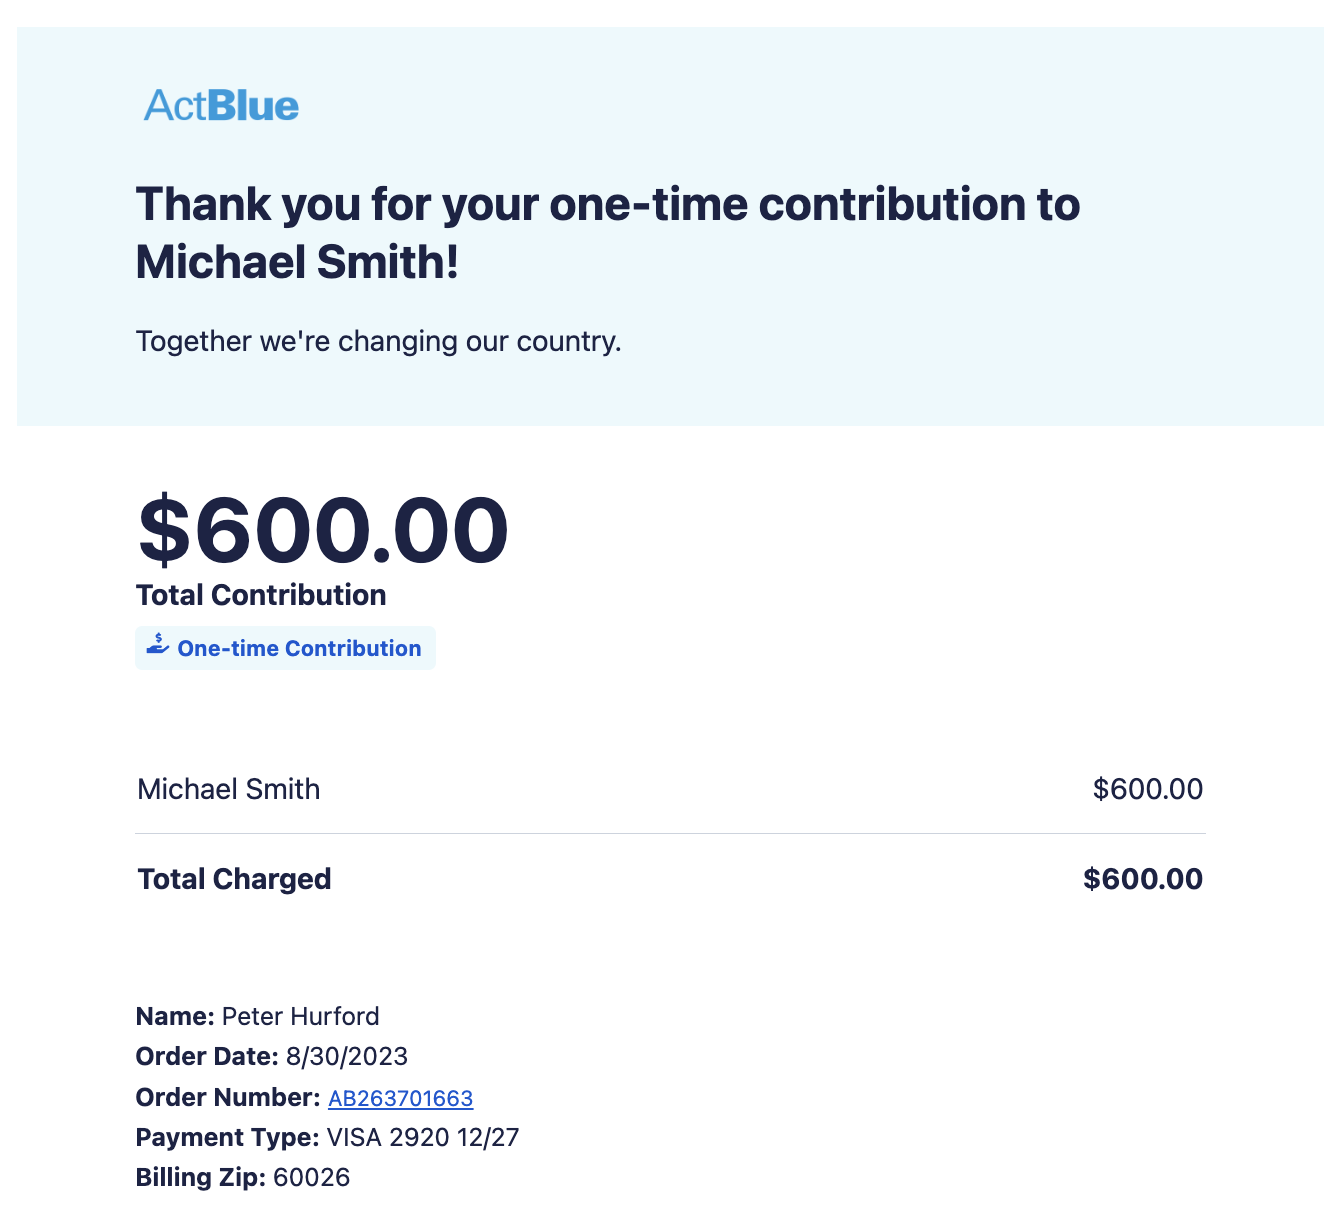 ActBlue
Thank you for your one-time contribution to
Michael Smith!
Together we're changing our country.
$600.00
Total Contribution
$ One-time Contribution
Michael Smith $600.00
Total Charged $600.00
Name: Peter Hurford
Order Date: 8/30/2023
Order Number: AB263701663
Payment Type: VISA 2920 12/27
Billing Zip: 60026